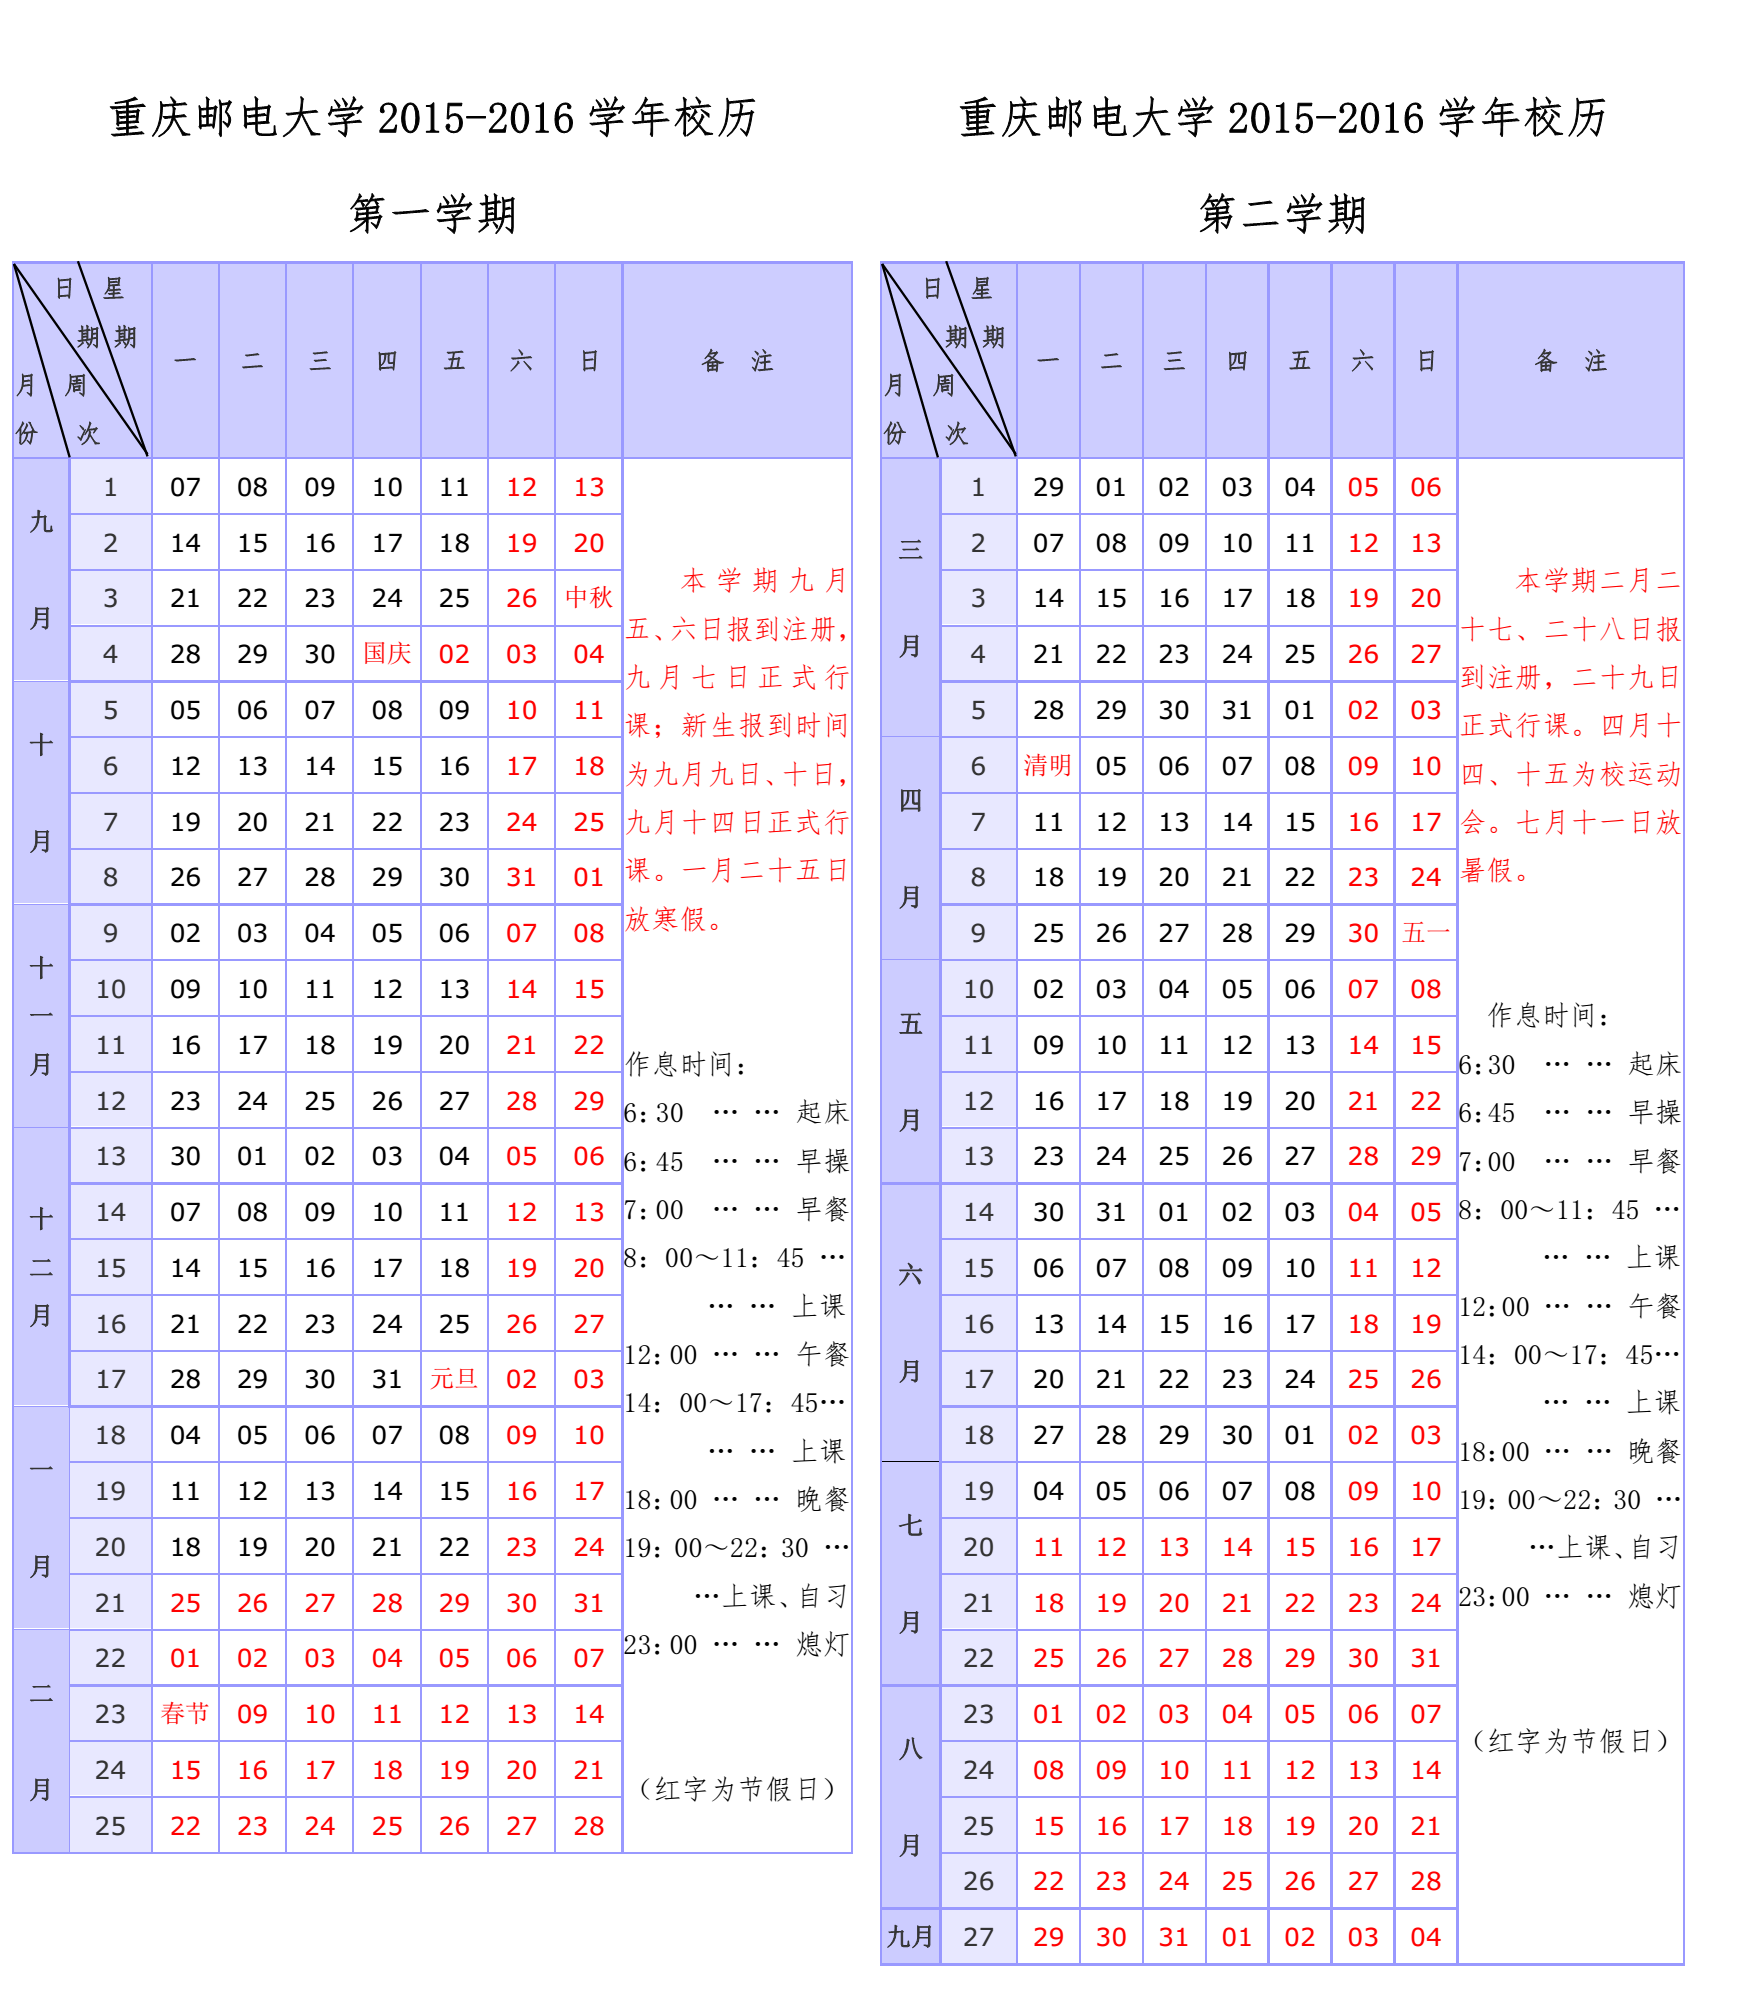 重庆邮电大学 2015-2016 学年校历
第一学期
日 星
期 期
月 周
份 次
一 二 三 四 五 六 日 备 注
九月
1 07 08 09 10 11 12 13
2 14 15 16 17 18 19 20
3 21 22 23 24 25 26 中秋
4 28 29 30 国庆 02 03 04
十月
5 05 06 07 08 09 10 11
6 12 13 14 15 16 17 18
7 19 20 21 22 23 24 25
8 26 27 28 29 30 31 01
十一月
9 02 03 04 05 06 07 08
10 09 10 11 12 13 14 15
11 16 17 18 19 20 21 22
12 23 24 25 26 27 28 29
十二月
13 30 01 02 03 04 05 06
14 07 08 09 10 11 12 13
15 14 15 16 17 18 19 20
16 21 22 23 24 25 26 27
17 28 29 30 31 元旦 02 03
一月
18 04 05 06 07 08 09 10
19 11 12 13 14 15 16 17
20 18 19 20 21 22 23 24
21 25 26 27 28 29 30 31
二月
22 01 02 03 04 05 06 07
23 春节 09 10 11 12 13 14
24 15 16 17 18 19 20 21
25 22 23 24 25 26 27 28
本学期九月
五、六日报到注册，
九月七日正式行
课；新生报到时间
为九月九日、十日，
九月十四日正式行
课。一月二十五日
放寒假。
作息时间：
6:30 … … 起床
6:45 … … 早操
7:00 … … 早餐
8：00～11：45 …
… … 上课
12:00 … … 午餐
14：00～17：45…
… … 上课
18:00 … … 晚餐
19：00～22：30 …
…上课、自习
23:00 … … 熄灯
（红字为节假日）
重庆邮电大学 2015-2016 学年校历
第二学期
日 星
期 期
月 周
份 次
一 二 三 四 五 六 日 备 注
三月
1 29 01 02 03 04 05 06
2 07 08 09 10 11 12 13
3 14 15 16 17 18 19 20
4 21 22 23 24 25 26 27
5 28 29 30 31 01 02 03
四月
6 清明 05 06 07 08 09 10
7 11 12 13 14 15 16 17
8 18 19 20 21 22 23 24
9 25 26 27 28 29 30 五一
五月
10 02 03 04 05 06 07 08
11 09 10 11 12 13 14 15
12 16 17 18 19 20 21 22
13 23 24 25 26 27 28 29
六月
14 30 31 01 02 03 04 05
15 06 07 08 09 10 11 12
16 13 14 15 16 17 18 19
17 20 21 22 23 24 25 26
18 27 28 29 30 01 02 03
七月
19 04 05 06 07 08 09 10
20 11 12 13 14 15 16 17
21 18 19 20 21 22 23 24
22 25 26 27 28 29 30 31
八月
23 01 02 03 04 05 06 07
24 08 09 10 11 12 13 14
25 15 16 17 18 19 20 21
26 22 23 24 25 26 27 28
九月
27 29 30 31 01 02 03 04
本学期二月二
十七、二十八日报
到注册，二十九日
正式行课。四月十
四、十五为校运动
会。七月十一日放
暑假。
作息时间：
6:30 … … 起床
6:45 … … 早操
7:00 … … 早餐
8：00～11：45 …
… … 上课
12:00 … … 午餐
14：00～17：45…
… … 上课
18:00 … … 晚餐
19：00～22：30 …
…上课、自习
23:00 … … 熄灯
（红字为节假日）